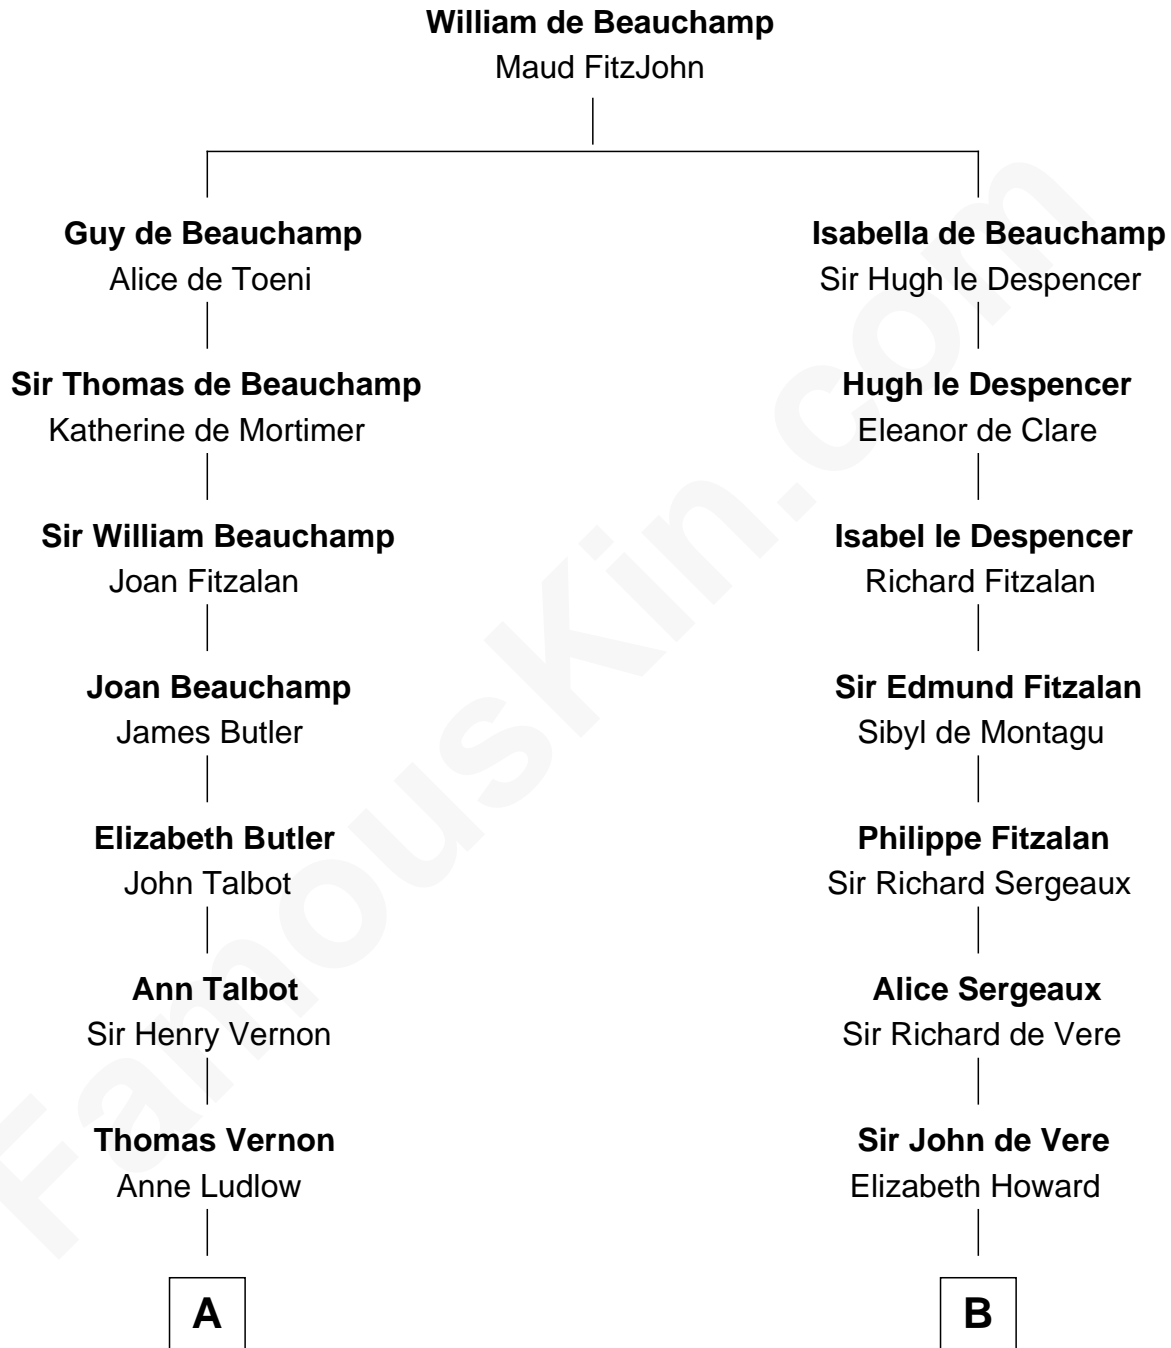 William de Beauchamp
Maud FitzJohn
Guy de Beauchamp
Alice de Toeni
Isabella de Beauchamp
Sir Hugh le Despencer
Sir Thomas de Beauchamp
Katherine de Mortimer
Hugh le Despencer
Eleanor de Clare
Sir William Beauchamp
Joan Fitzalan
Isabel le Despencer
Richard Fitzalan
Joan Beauchamp
James Butler
Sir Edmund Fitzalan
Sibyl de Montagu
Elizabeth Butler
John Talbot
Philippe Fitzalan
Sir Richard Sergeaux
Ann Talbot
Sir Henry Vernon
Alice Sergeaux
Sir Richard de Vere
Thomas Vernon
Anne Ludlow
Sir John de Vere
Elizabeth Howard
A
B
FamousKin.com